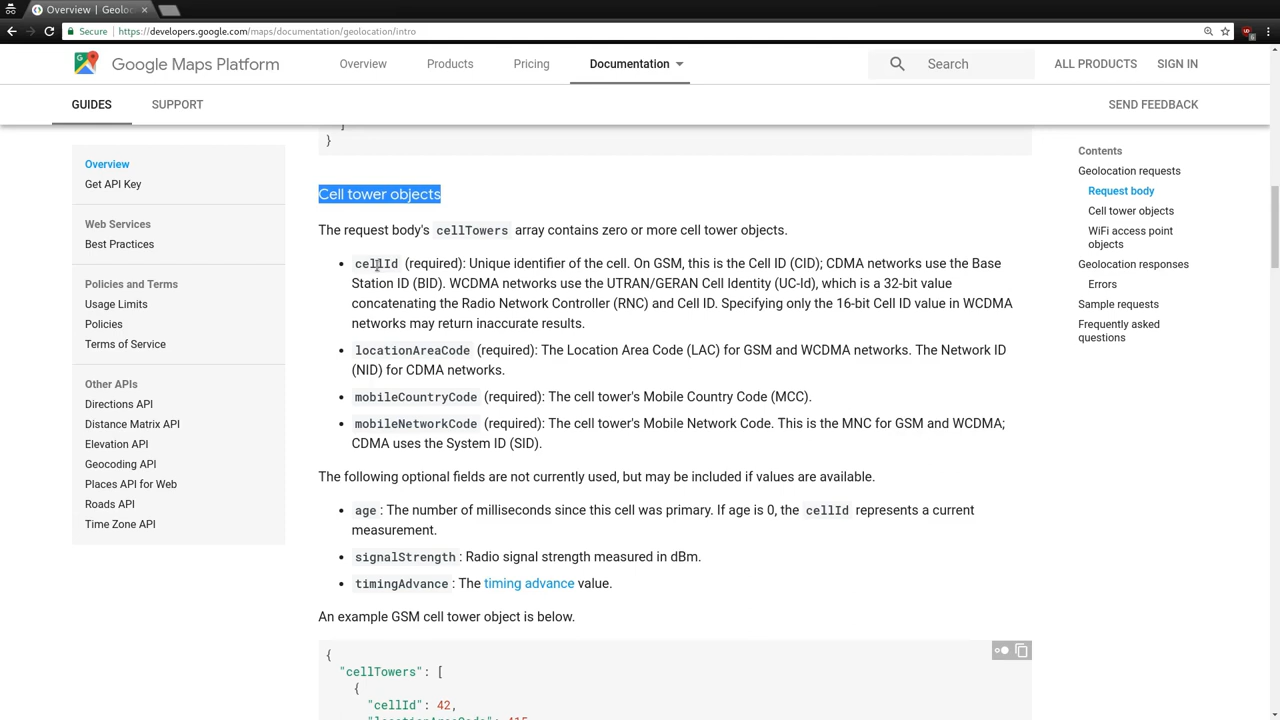 Overview | Geoloc
Secure | https://developers.google.com/maps/documentation/geolocation/intro
Google Maps Platform
Overview
Products
Pricing
Documentation
Search
ALL PRODUCTS
SIGN IN
GUIDES
SUPPORT
SEND FEEDBACK
Overview
Get API Key
Web Services
Best Practices
Policies and Terms
Usage Limits
Policies
Terms of Service
Other APIs
Directions API
Distance Matrix API
Elevation API
Geocoding API
Places API for Web
Roads API
Time Zone API
]
}
Cell tower objects
The request body's cellTowers array contains zero or more cell tower objects.
• cellId (required): Unique identifier of the cell. On GSM, this is the Cell ID (CID); CDMA networks use the Base
Station ID (BID). WCDMA networks use the UTRAN/GERAN Cell Identity (UC-Id), which is a 32-bit value
concatenating the Radio Network Controller (RNC) and Cell ID. Specifying only the 16-bit Cell ID value in WCDMA
networks may return inaccurate results.
• locationAreaCode (required): The Location Area Code (LAC) for GSM and WCDMA networks. The Network ID
(NID) for CDMA networks.
• mobileCountryCode (required): The cell tower's Mobile Country Code (MCC).
• mobileNetworkCode (required): The cell tower's Mobile Network Code. This is the MNC for GSM and WCDMA;
CDMA uses the System ID (SID).
The following optional fields are not currently used, but may be included if values are available.
• age: The number of milliseconds since this cell was primary. If age is 0, the cellId represents a current
measurement.
• signalStrength: Radio signal strength measured in dBm.
• timingAdvance: The timing advance value.
An example GSM cell tower object is below.
{
"cellTowers": [
{
"cellId": 42,
"locationAreaCode": 415,
Contents
Geolocation requests
Request body
Cell tower objects
WiFi access point
objects
Geolocation responses
Errors
Sample requests
Frequently asked
questions